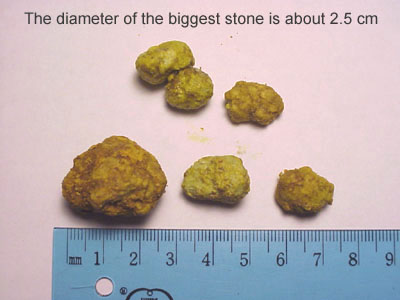 The diameter of the biggest stone is about 2.5 cm
mm 1 2 3 4 5 6 7 8 9